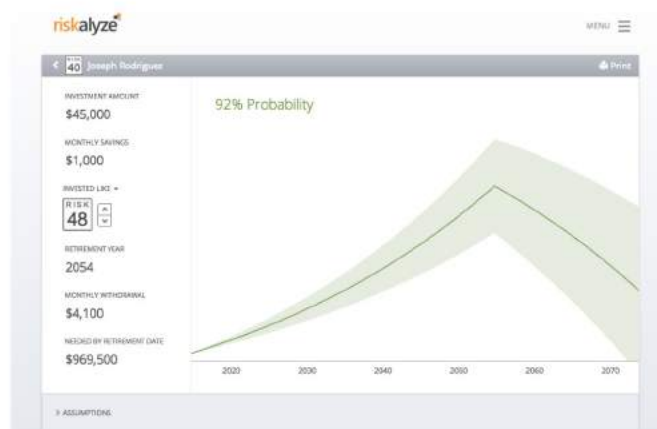 riskalyze
MENU
RISK
40 Joseph Rodriguez
Print
INVESTMENT AMOUNT
$45,000
92% Probability
MONTHLY SAVINGS
$1,000
INVESTED LIKE
RISK
48
RETIREMENT YEAR
2054
MONTHLY WITHDRAWAL
$4,100
NEEDED BY RETIREMENT DATE
$969,500
2020 2030 2040 2050 2060 2070
> ASSUMPTIONS